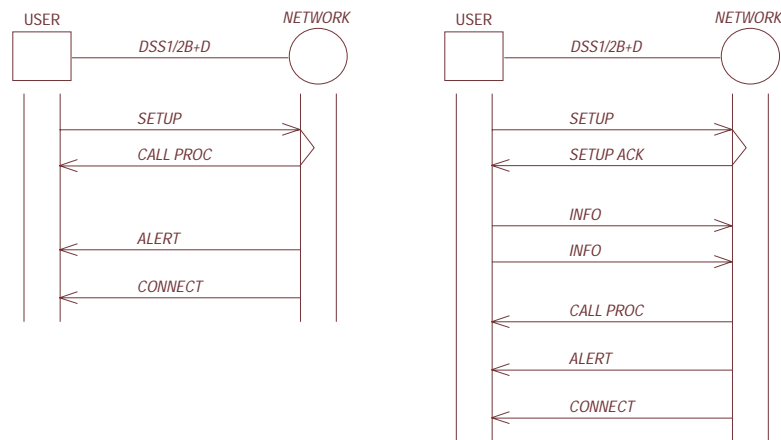 USER
NETWORK
DSS1/2B+D
SETUP
CALL PROC
ALERT
CONNECT
USER
NETWORK
DSS1/2B+D
SETUP
SETUP ACK
INFO
INFO
CALL PROC
ALERT
CONNECT